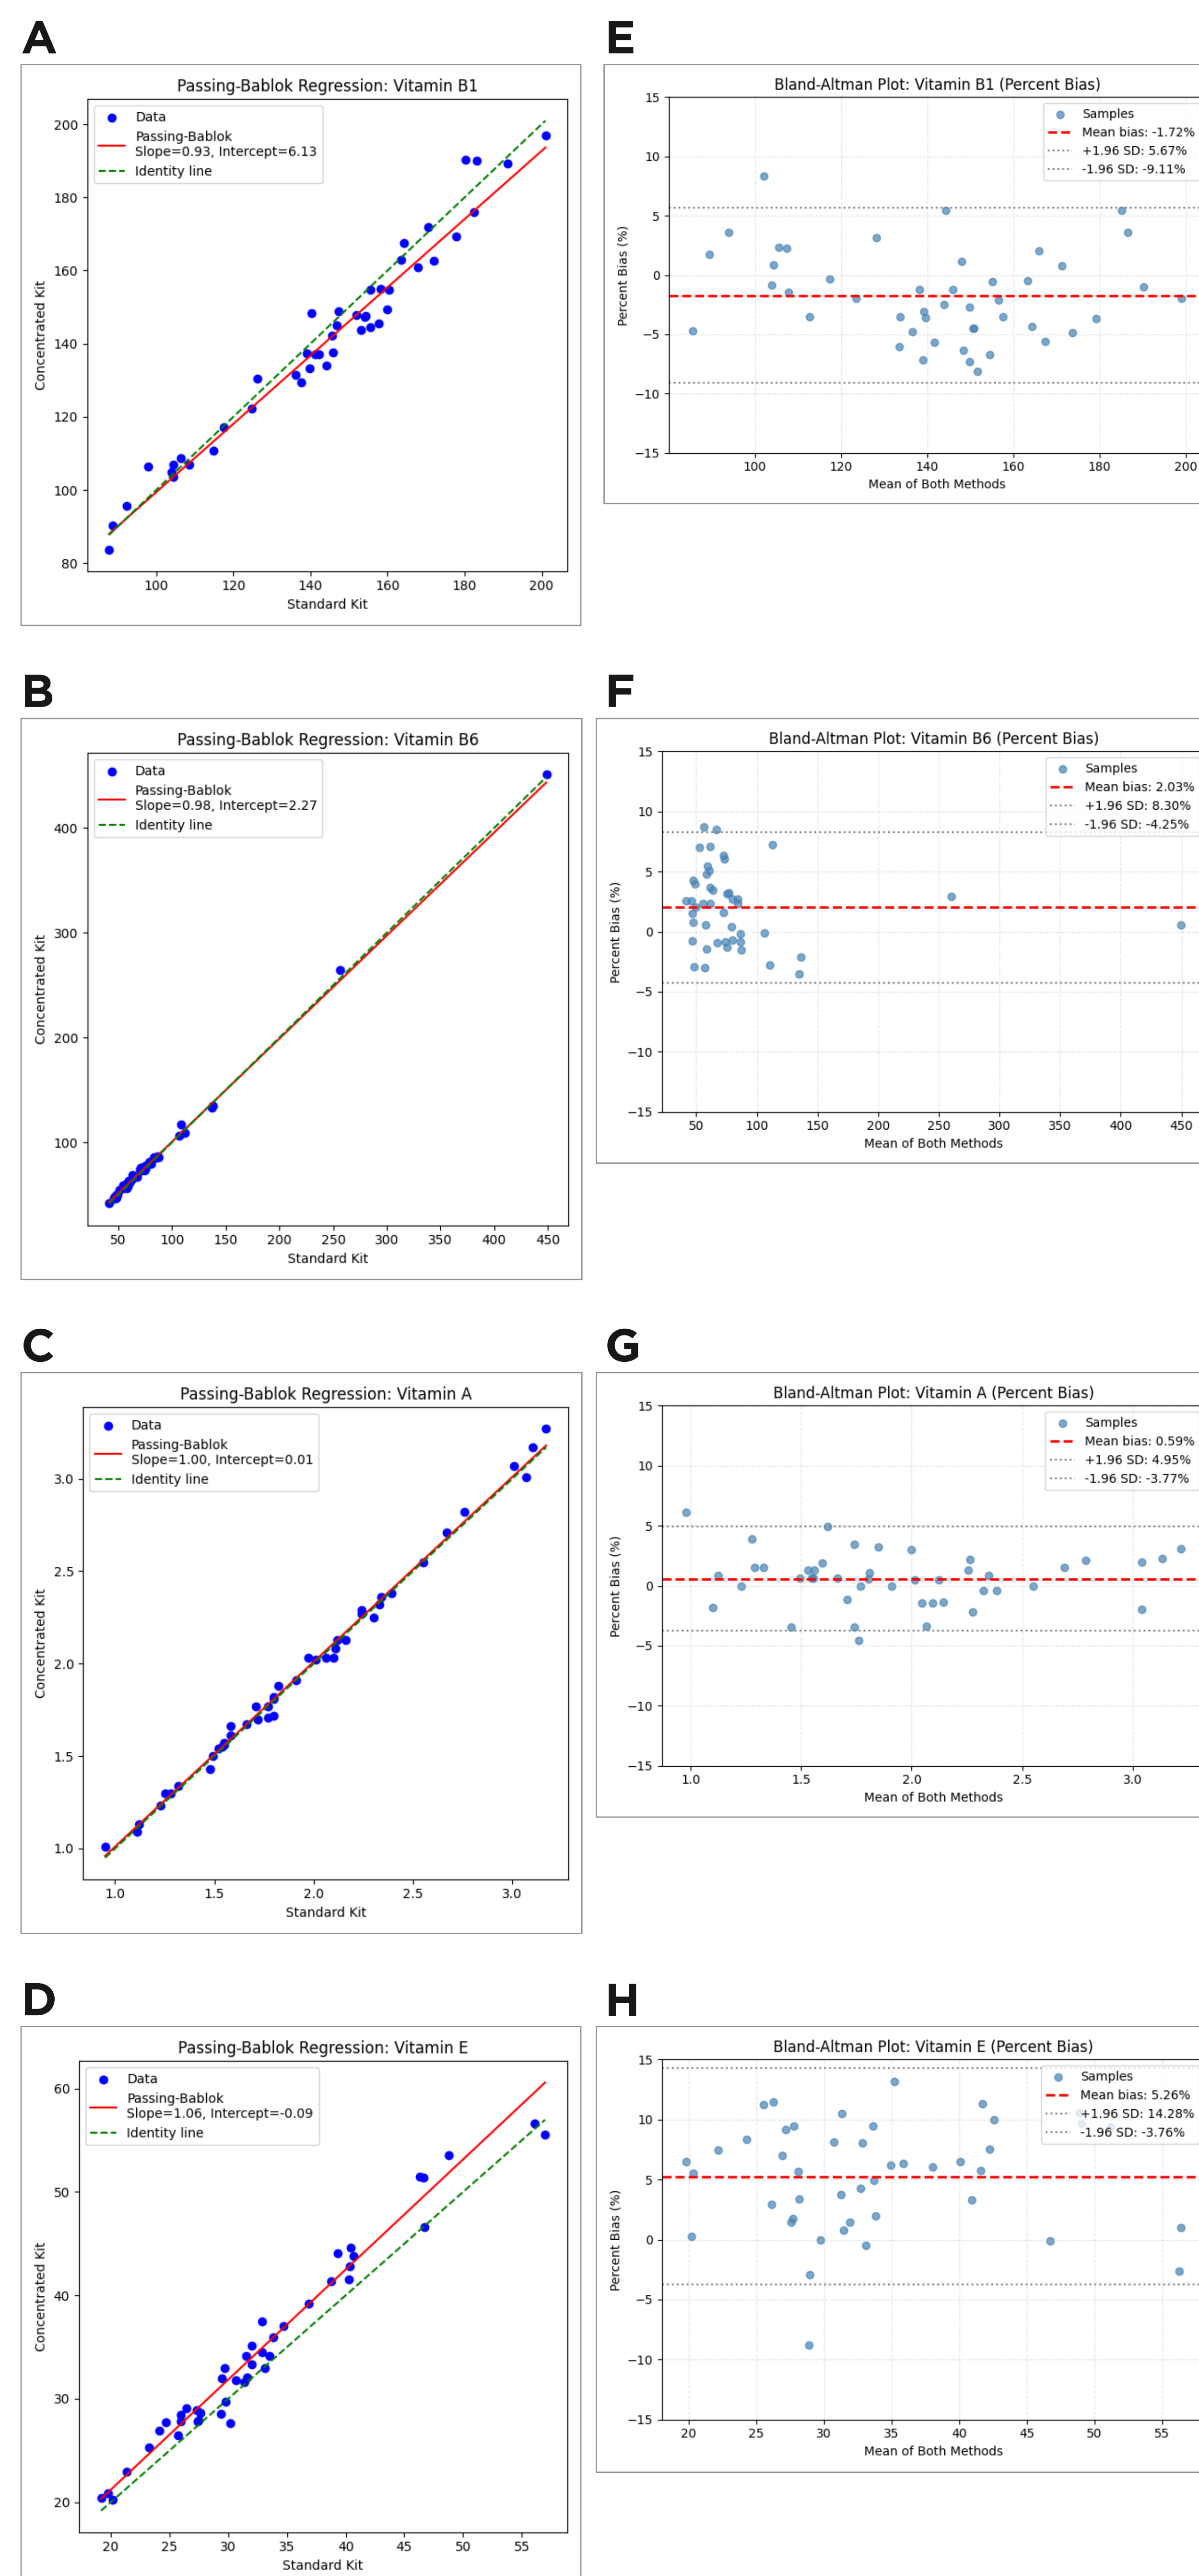 A
Passing-Bablok Regression: Vitamin B1
Data
Passing-Bablok
Slope=0.93, Intercept=6.13
Identity line
200
180
160
140
120
100
80
Concentrated Kit
100 120 140 160 180 200
Standard Kit
E
Bland-Altman Plot: Vitamin B1 (Percent Bias)
Samples
Mean bias: -1.72%
+1.96 SD: 5.67%
-1.96 SD: -9.11%
15
10
5
0
−5
−10
−15
Percent Bias (%)
100 120 140 160 180 200
Mean of Both Methods
B
Passing-Bablok Regression: Vitamin B6
Data
Passing-Bablok
Slope=0.98, Intercept=2.27
Identity line
400
300
200
100
Concentrated Kit
50 100 150 200 250 300 350 400 450
Standard Kit
F
Bland-Altman Plot: Vitamin B6 (Percent Bias)
Samples
Mean bias: 2.03%
+1.96 SD: 8.30%
-1.96 SD: -4.25%
15
10
5
0
−5
−10
−15
Percent Bias (%)
50 100 150 200 250 300 350 400 450
Mean of Both Methods
C
Passing-Bablok Regression: Vitamin A
Data
Passing-Bablok
Slope=1.00, Intercept=0.01
Identity line
3.0
2.5
2.0
1.5
1.0
Concentrated Kit
1.0 1.5 2.0 2.5 3.0
Standard Kit
G
Bland-Altman Plot: Vitamin A (Percent Bias)
Samples
Mean bias: 0.59%
+1.96 SD: 4.95%
-1.96 SD: -3.77%
15
10
5
0
−5
−10
−15
Percent Bias (%)
1.0 1.5 2.0 2.5 3.0
Mean of Both Methods
D
Passing-Bablok Regression: Vitamin E
Data
Passing-Bablok
Slope=1.06, Intercept=-0.09
Identity line
60
50
40
30
20
Concentrated Kit
20 25 30 35 40 45 50 55
Standard Kit
H
Bland-Altman Plot: Vitamin E (Percent Bias)
Samples
Mean bias: 5.26%
+1.96 SD: 14.28%
-1.96 SD: -3.76%
15
10
5
0
−5
−10
−15
Percent Bias (%)
20 25 30 35 40 45 50 55
Mean of Both Methods